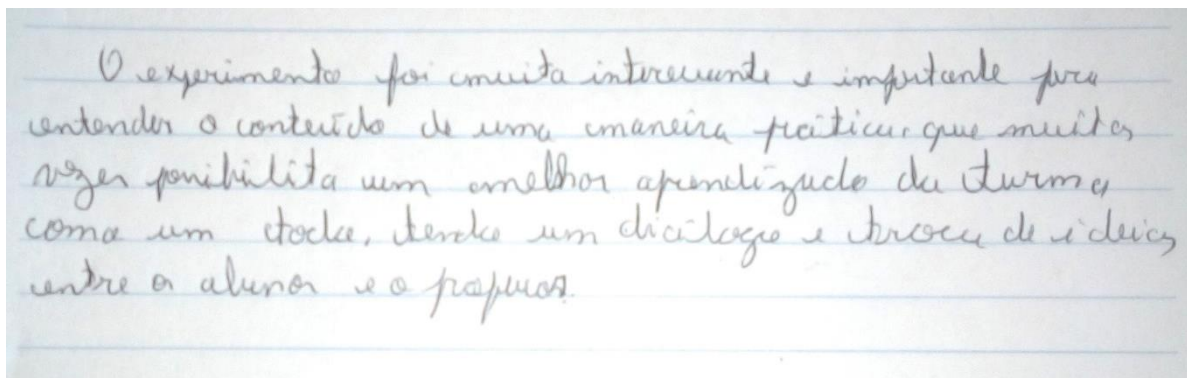 O experimento foi muito interessante e importante para
entender o conteúdo de uma maneira prática, que muitas
vezes possibilita um melhor aprendizado da turma
como um todo, tendo um diálogo e troca de ideias
entre os alunos e o professor.